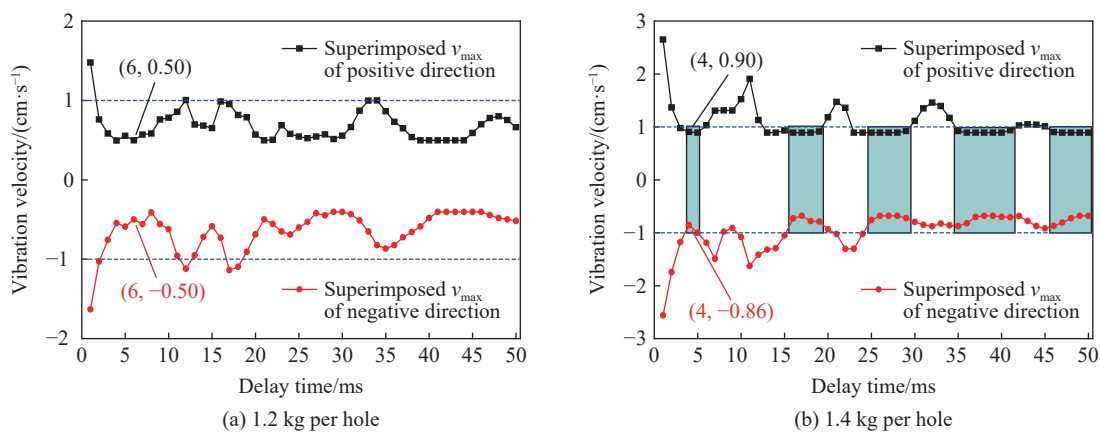 2
1
0
−1
−2
0 5 10 15 20 25 30 35 40 45 50
Vibration velocity/(cm·s⁻¹)
Delay time/ms
(6, 0.50)
(6, −0.50)
Superimposed vmax
of positive direction
Superimposed vmax
of negative direction
(a) 1.2 kg per hole
3
2
1
0
−1
−2
−3
0 5 10 15 20 25 30 35 40 45 50
Vibration velocity/(cm·s⁻¹)
Delay time/ms
(4, 0.90)
(4, −0.86)
Superimposed vmax
of positive direction
Superimposed vmax
of negative direction
(b) 1.4 kg per hole